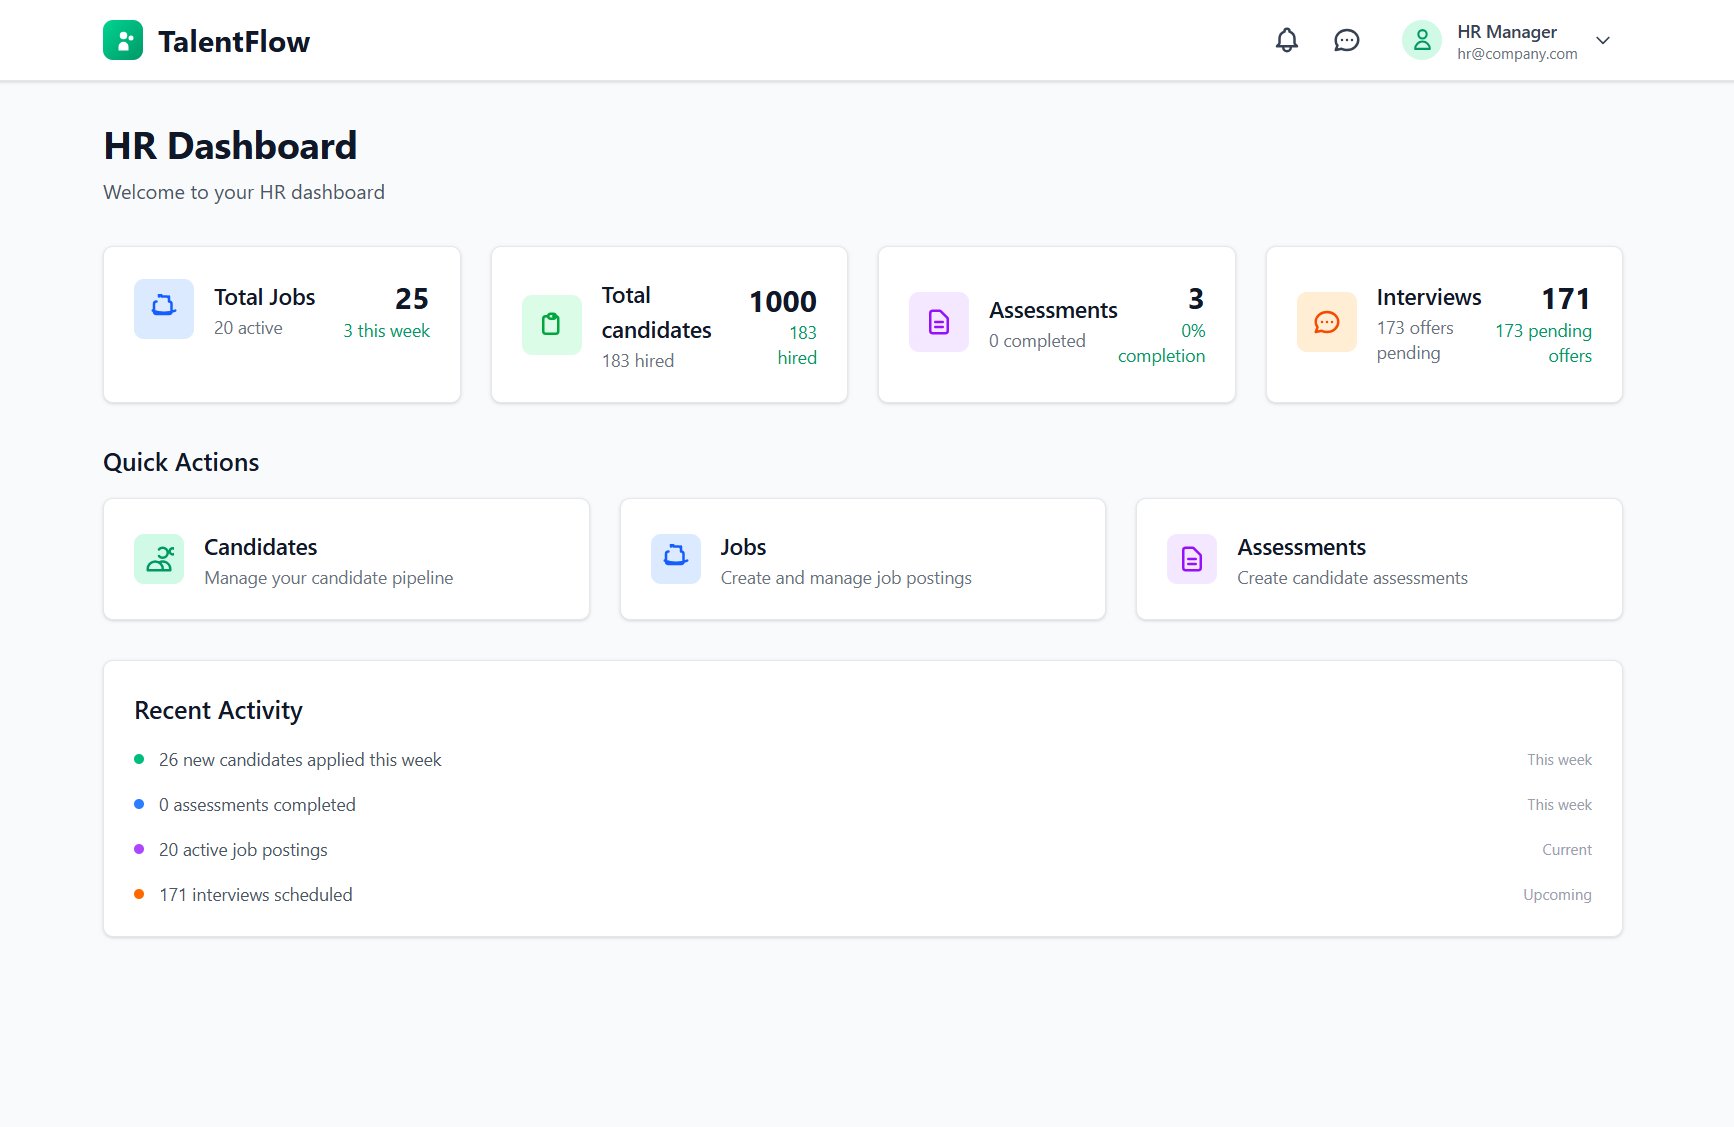 TalentFlow
HR Manager
hr@company.com
HR Dashboard
Welcome to your HR dashboard
Total Jobs
20 active
25
3 this week
Total
candidates
183 hired
1000
183
hired
Assessments
0 completed
3
0%
completion
Interviews
173 offers
pending
171
173 pending
offers
Quick Actions
Candidates
Manage your candidate pipeline
Jobs
Create and manage job postings
Assessments
Create candidate assessments
Recent Activity
26 new candidates applied this week
This week
0 assessments completed
This week
20 active job postings
Current
171 interviews scheduled
Upcoming